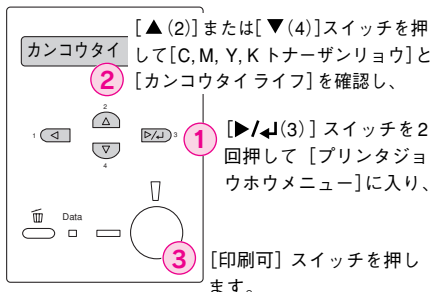 [▲(2)]または[▼(4)]スイッチを押
して[C, M, Y, K トナーザンリョウ]と
[カンコウタイ ライフ]を確認し、
カンコウタイ
2
2
1
3
4
1
[▶/↲(3)] スイッチを2
回押して [プリンタジョ
ウホウメニュー]に入り、
Data
3
[印刷可] スイッチを押し
ます。